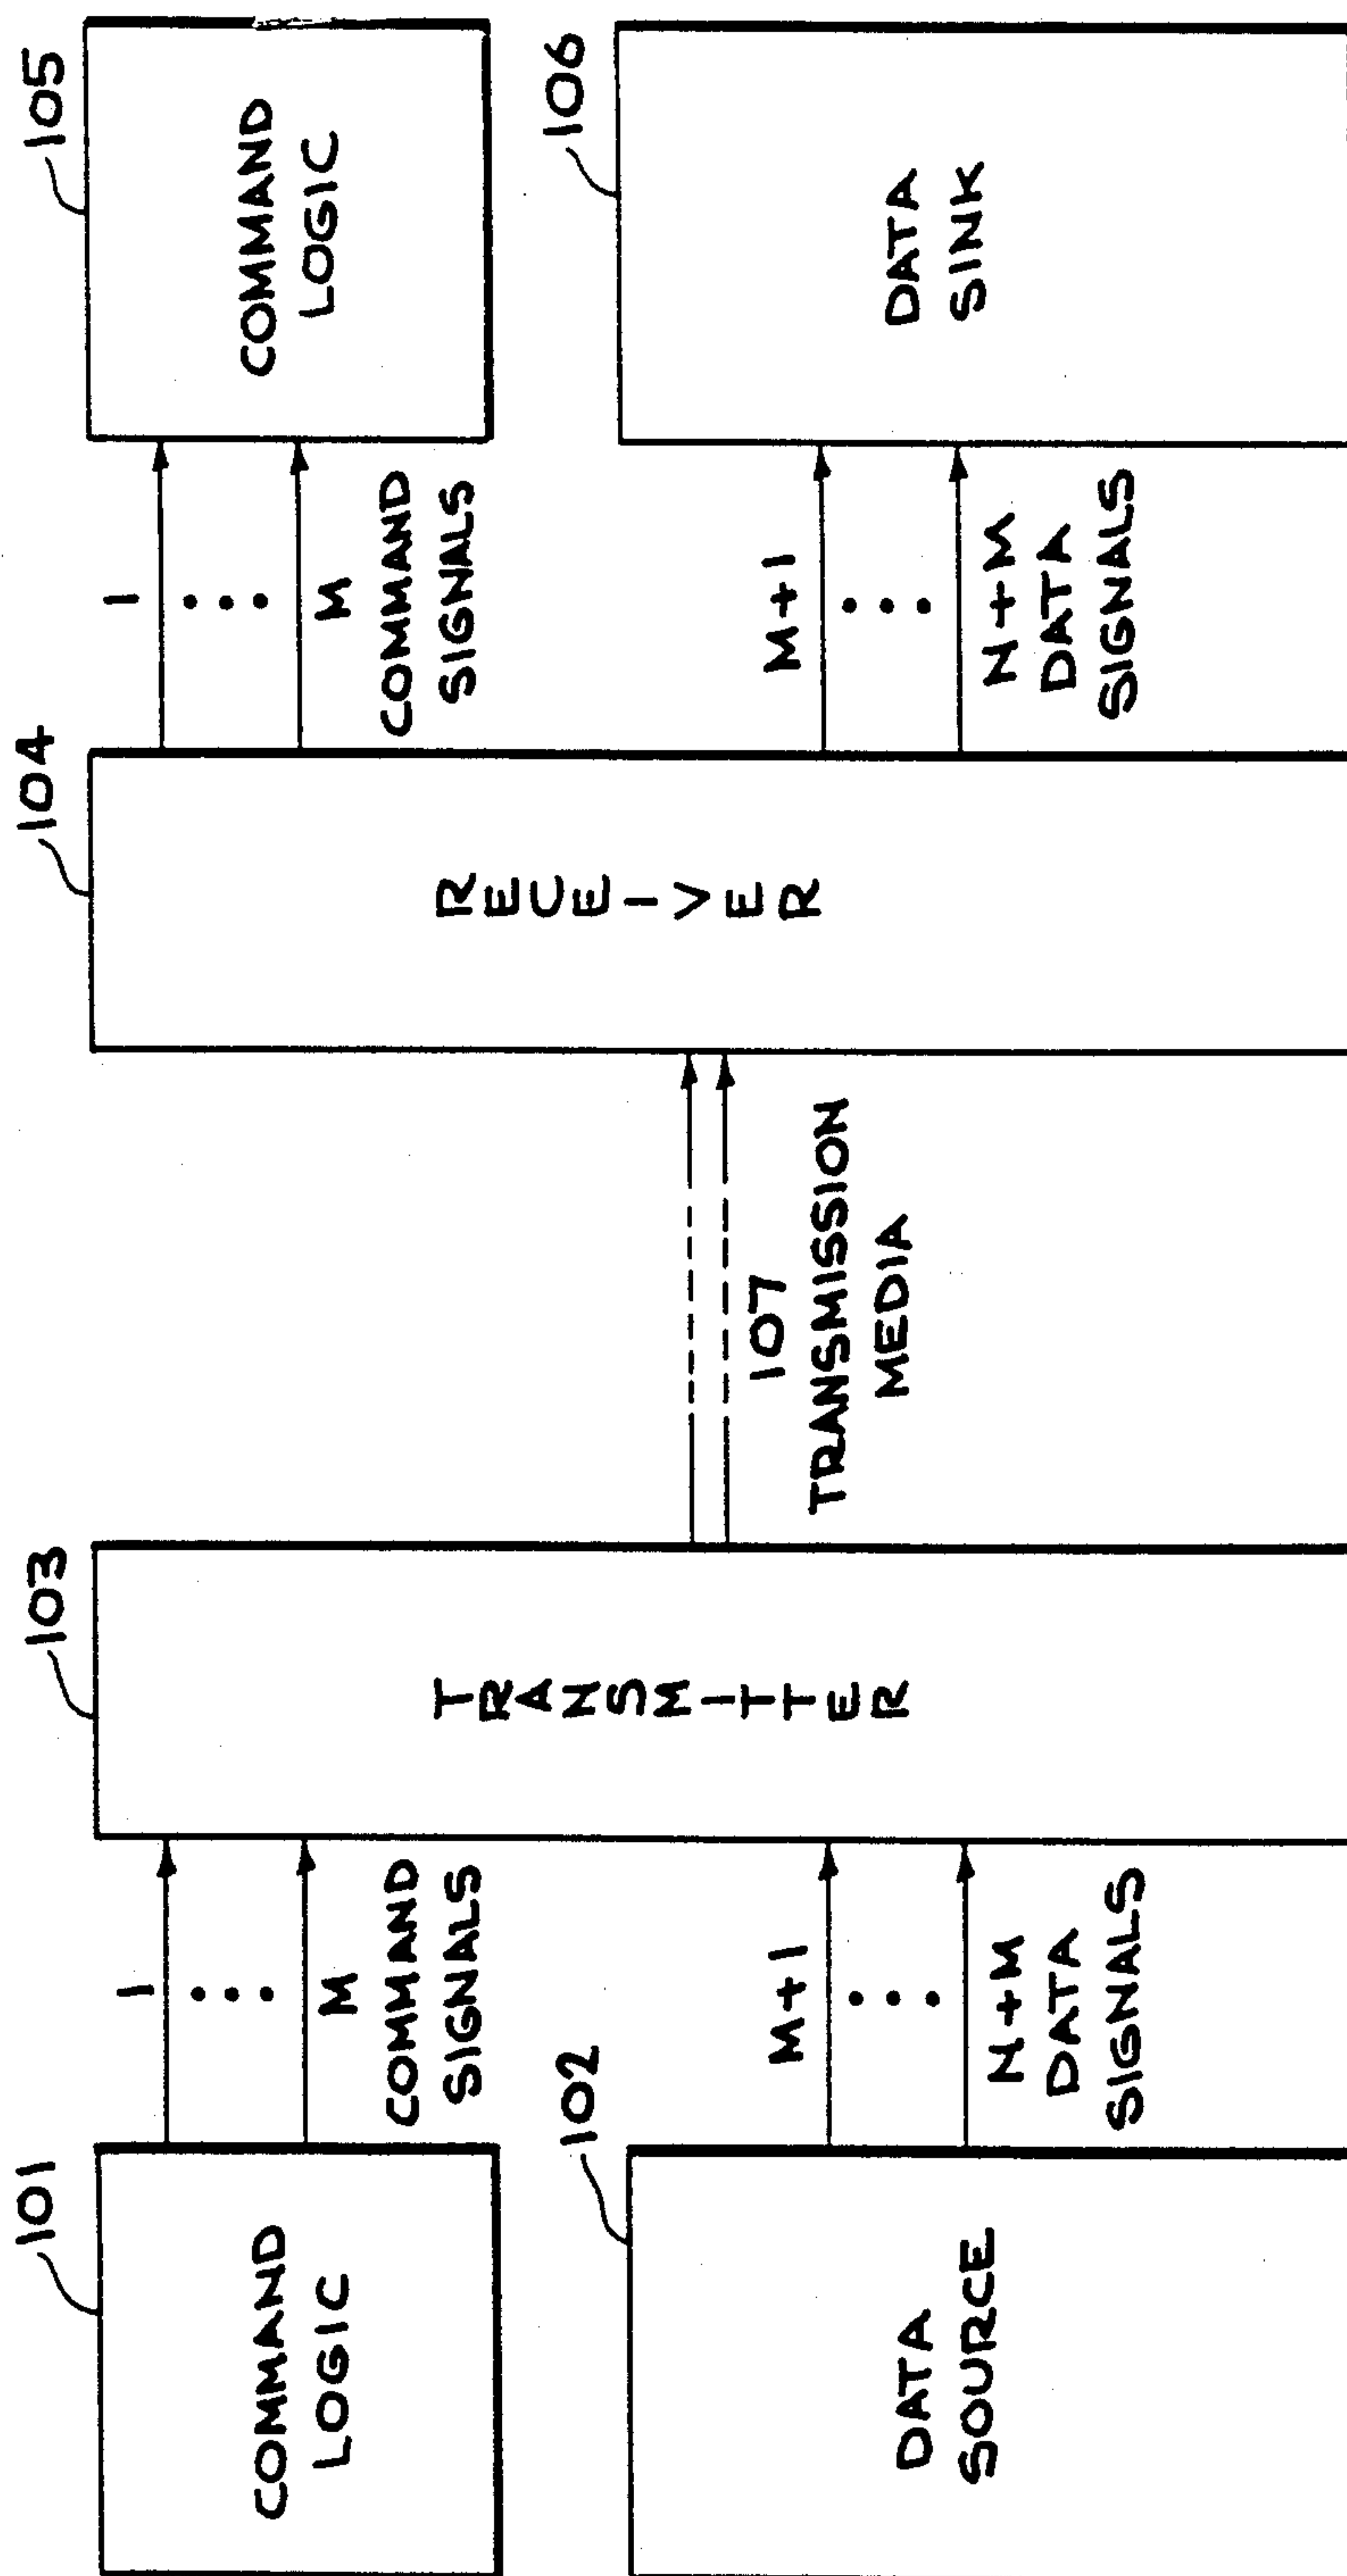 101
COMMAND
LOGIC
1
M
COMMAND
SIGNALS
102
DATA
SOURCE
M+1
N+M
DATA
SIGNALS
103
TRANSMITTER
107
TRANSMISSION
MEDIA
104
RECEIVER
1
M
COMMAND
SIGNALS
M+1
N+M
DATA
SIGNALS
105
COMMAND
LOGIC
106
DATA
SINK